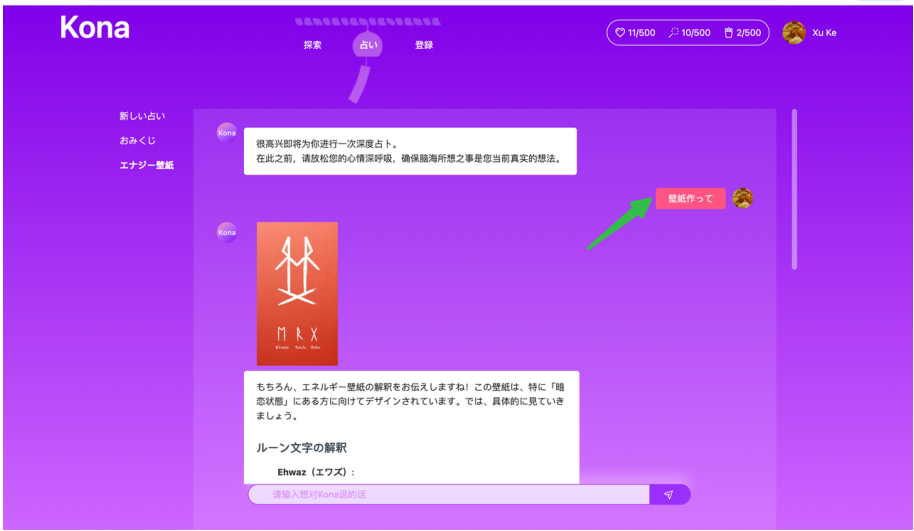 Kona
探索
占い
登録
11/500
10/500
2/500
Xu Ke
新しい占い
おみくじ
エナジー壁紙
Kona
很高兴即将为你进行一次深度占卜。
在此之前，请放松您的心情深呼吸，确保脑海所想之事是您当前真实的想法。
壁紙作って
Kona
ᛖ ᚱ ᚷ
もちろん、エネルギー壁紙の解釈をお伝えしますね！この壁紙は、特に「暗
恋状態」にある方に向けてデザインされています。では、具体的に見ていき
ましょう。
ルーン文字の解釈
Ehwaz（エワズ）:
请输入想对Kona说的话